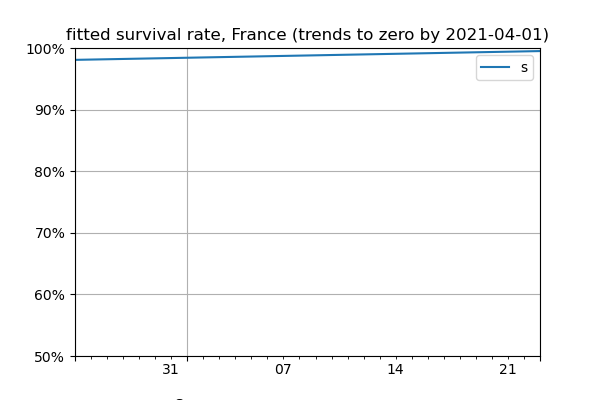 fitted survival rate, France (trends to zero by 2021-04-01)
100%
s
90%
80%
70%
60%
50%
31 07 14 21